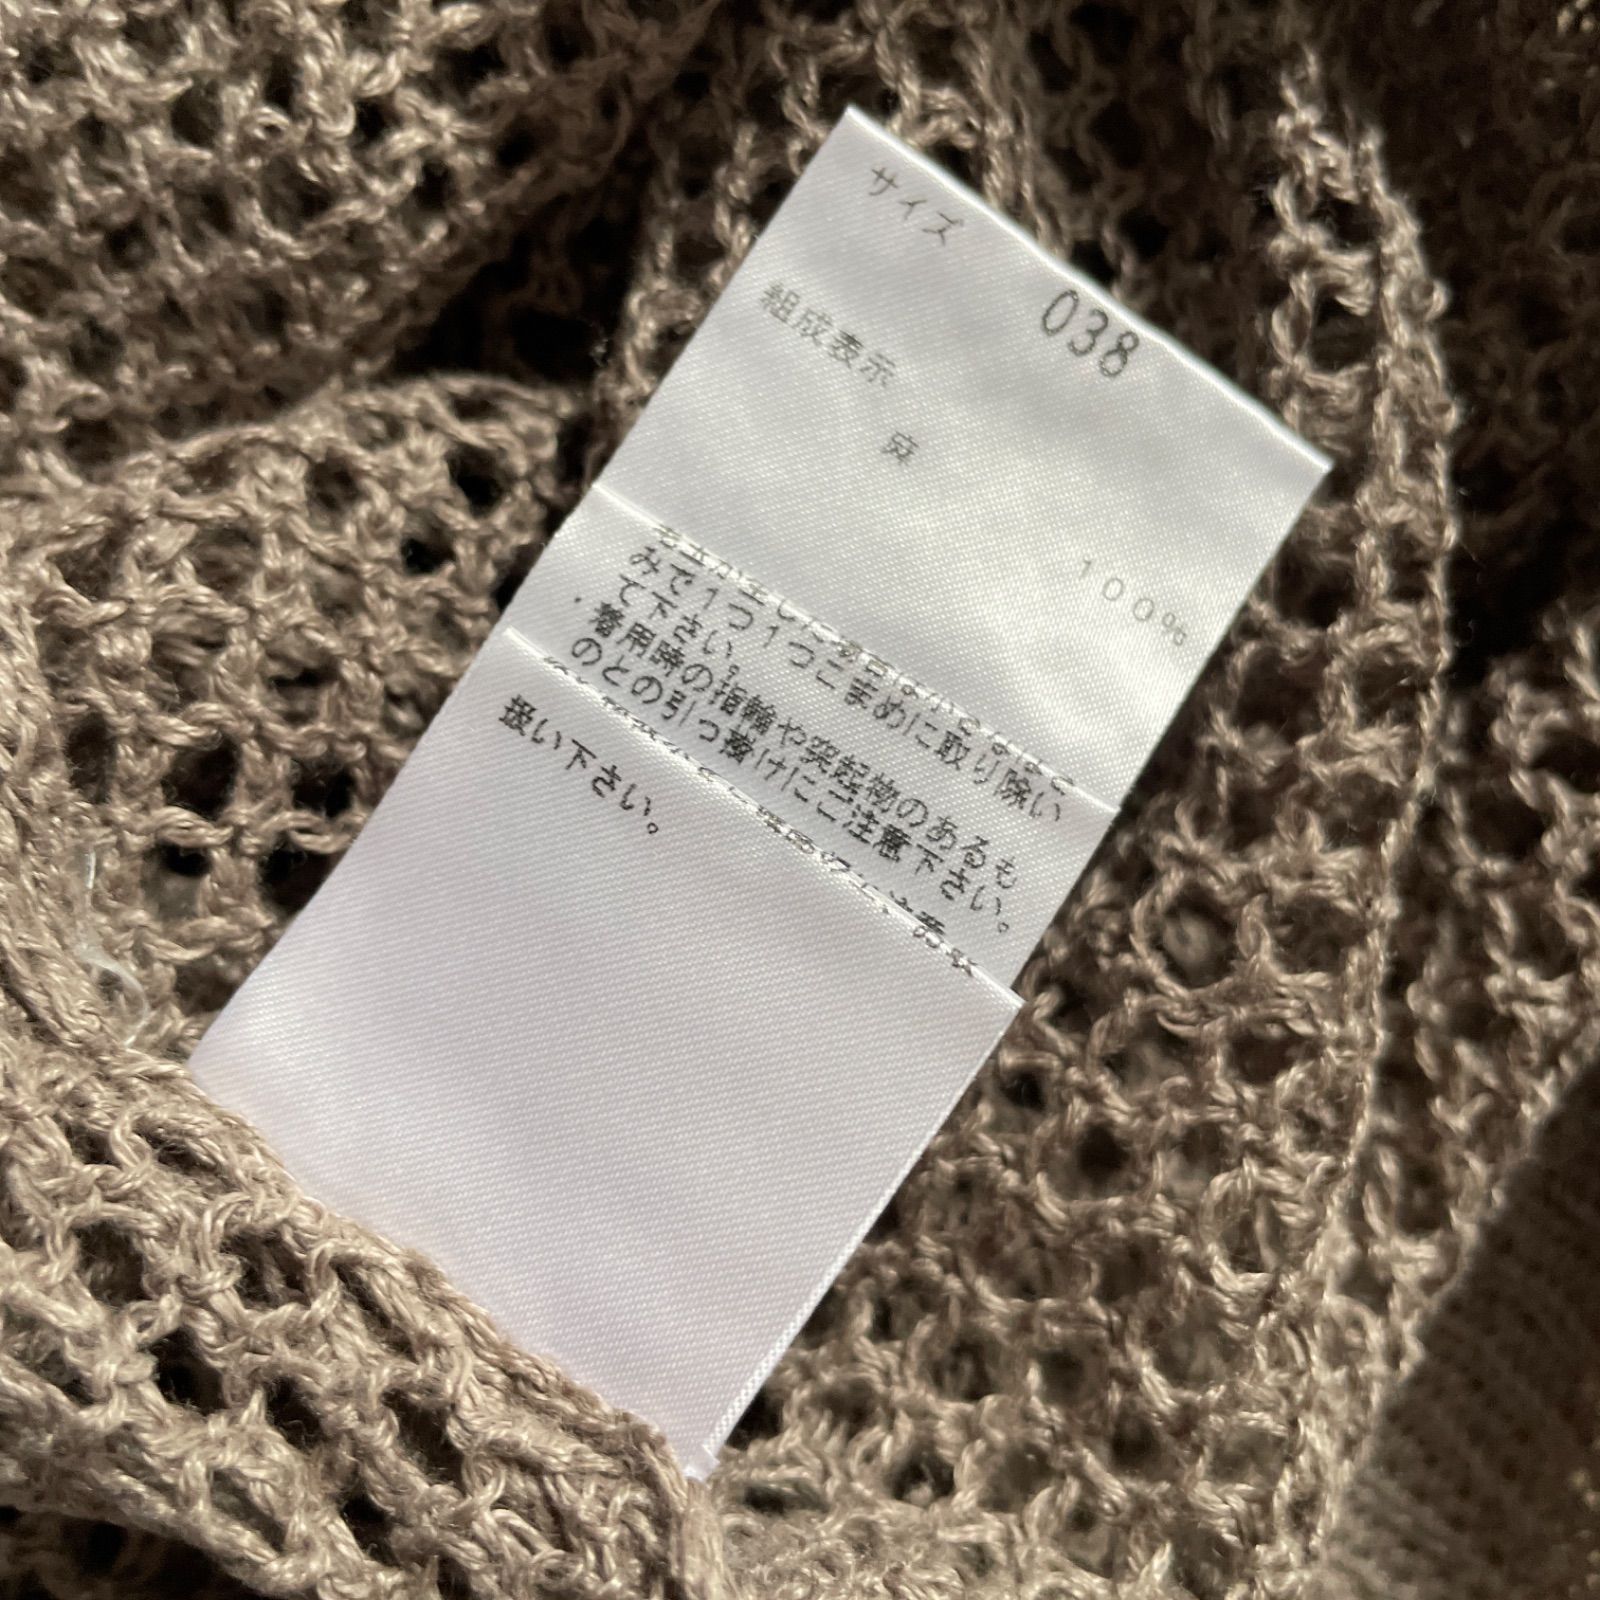 サイズ
038
組成表示
麻
100%
みで1つ1つこまめに取り除い
て下さい。
・着用時の指輪や突起物のあるも
のとの引っ掛けにご注意下さい。
扱い下さい。